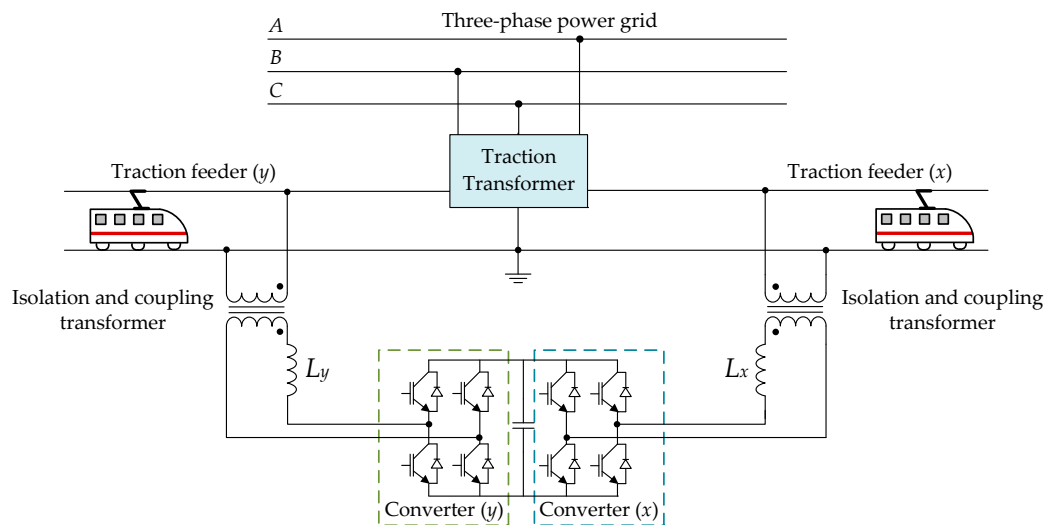 A
Three-phase power grid
B
C
Traction
Transformer
Traction feeder (y)
Traction feeder (x)
Isolation and coupling
transformer
Isolation and coupling
transformer
Ly
Lx
Converter (y)
Converter (x)